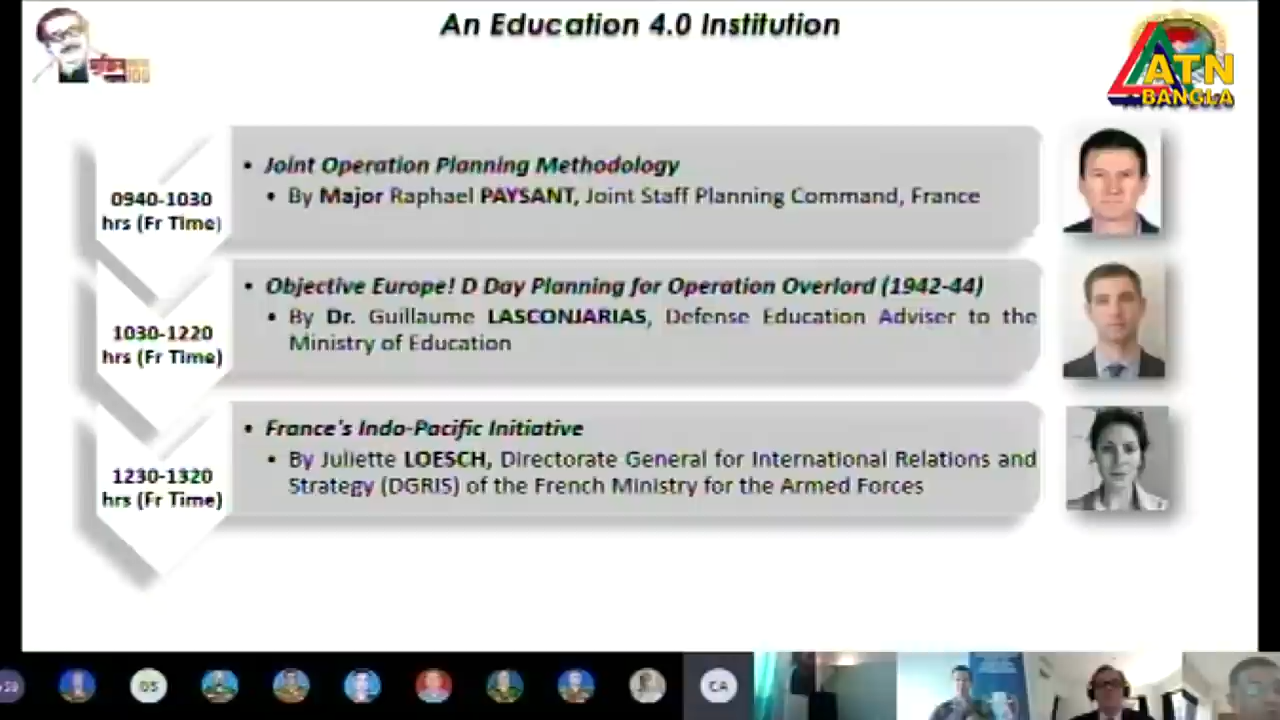 An Education 4.0 Institution
ATN
BANGLA
0940-1030
hrs (Fr Time)
• Joint Operation Planning Methodology
• By Major Raphael PAYSANT, Joint Staff Planning Command, France
1030-1220
hrs (Fr Time)
• Objective Europe! D Day Planning for Operation Overlord (1942-44)
• By Dr. Guillaume LASCONJARIAS, Defense Education Adviser to the
Ministry of Education
1230-1320
hrs (Fr Time)
• France's Indo-Pacific Initiative
• By Juliette LOESCH, Directorate General for International Relations and
Strategy (DGRIS) of the French Ministry for the Armed Forces
CA